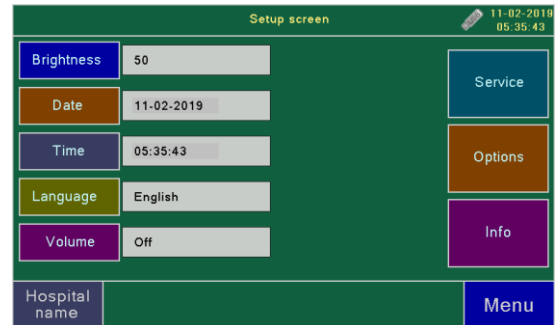 Setup screen
11-02-2019
05:35:43
Brightness
50
Service
Date
11-02-2019
Time
05:35:43
Options
Language
English
Volume
Off
Info
Hospital
name
Menu